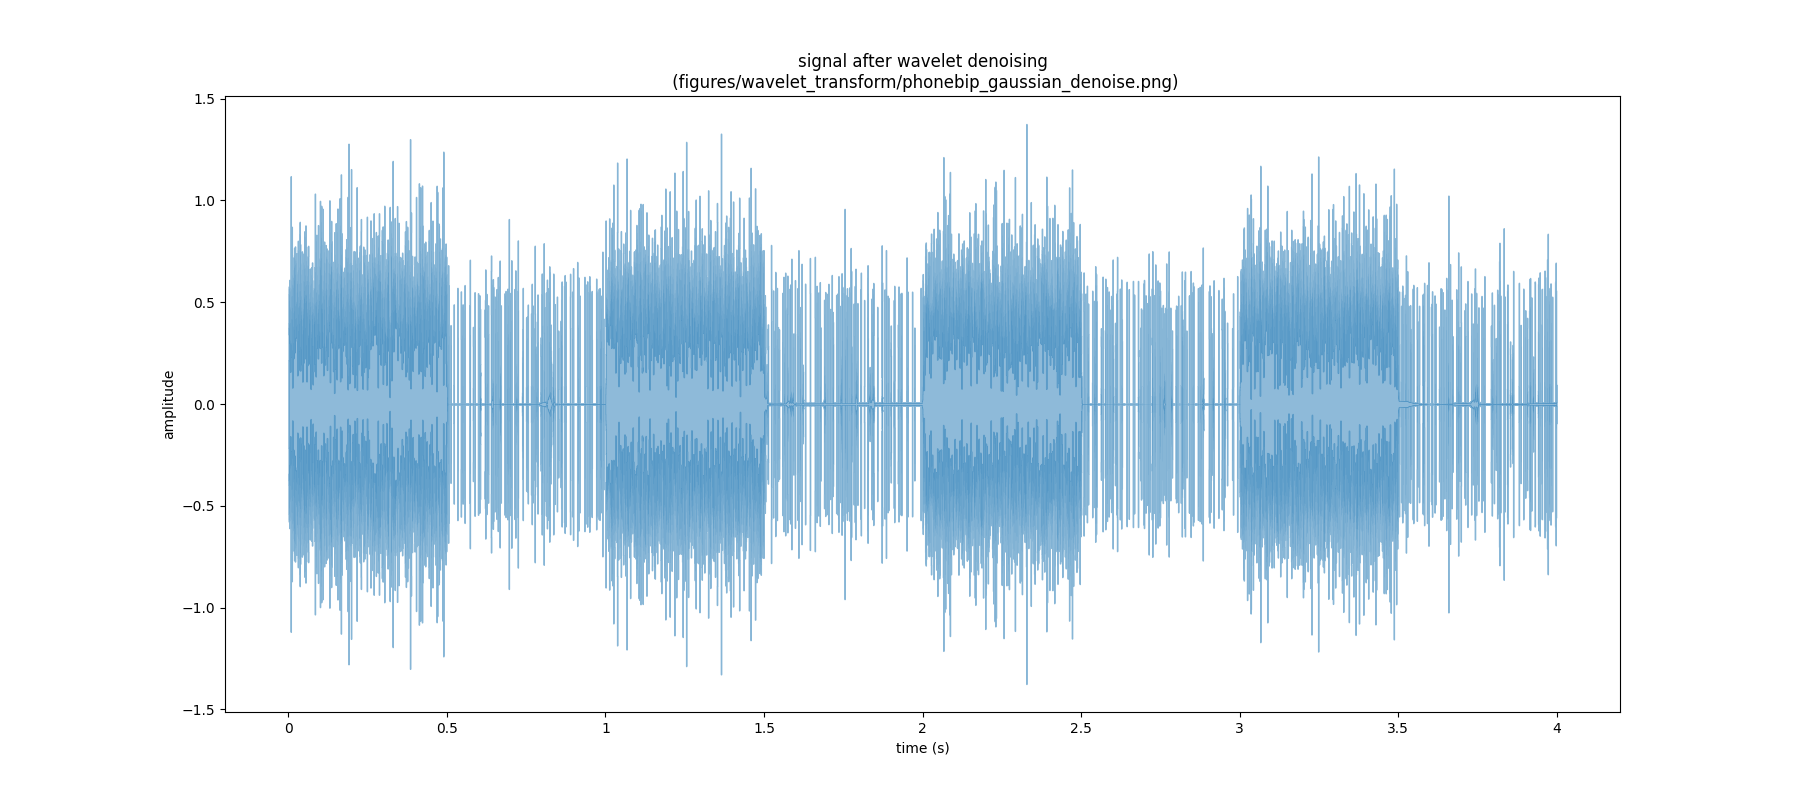 signal after wavelet denoising
(figures/wavelet_transform/phonebip_gaussian_denoise.png)
1.5
1.0
0.5
0.0
−0.5
−1.0
−1.5
amplitude
0 0.5 1 1.5 2 2.5 3 3.5 4
time (s)